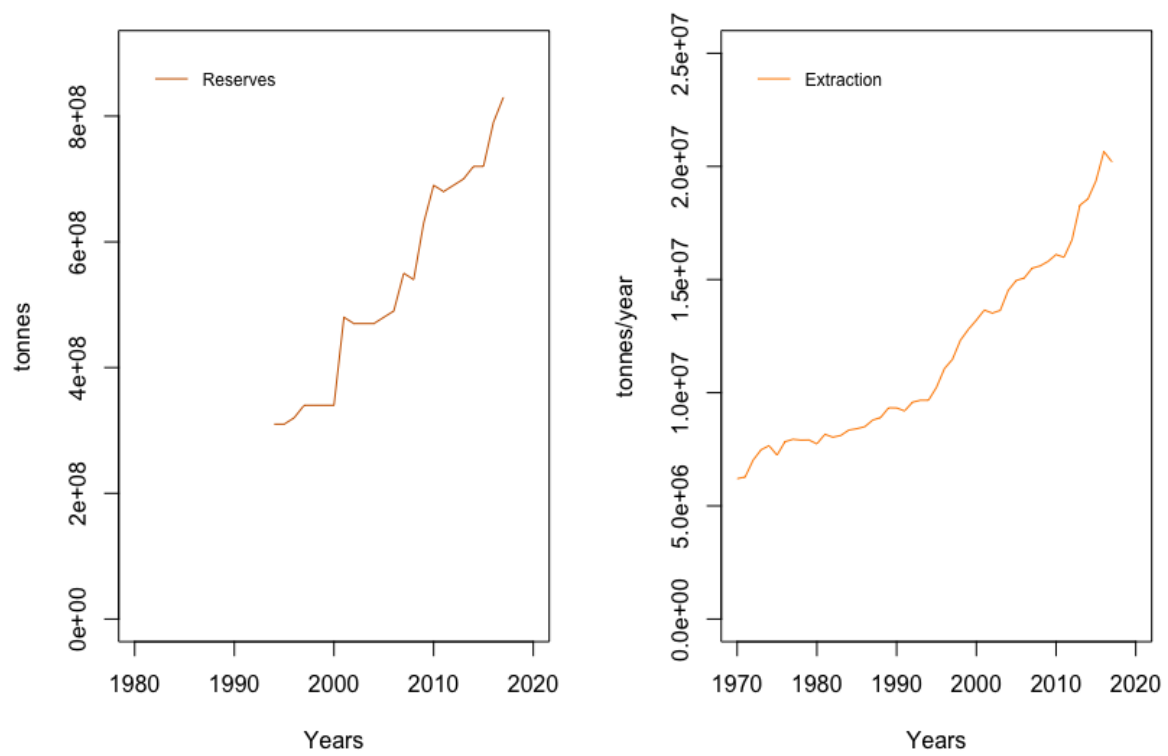 Reserves
tonnes
8e+08
6e+08
4e+08
2e+08
0e+00
1980 1990 2000 2010 2020
Years
Extraction
tonnes/year
2.5e+07
2.0e+07
1.5e+07
1.0e+07
5.0e+06
0.0e+00
1970 1980 1990 2000 2010 2020
Years